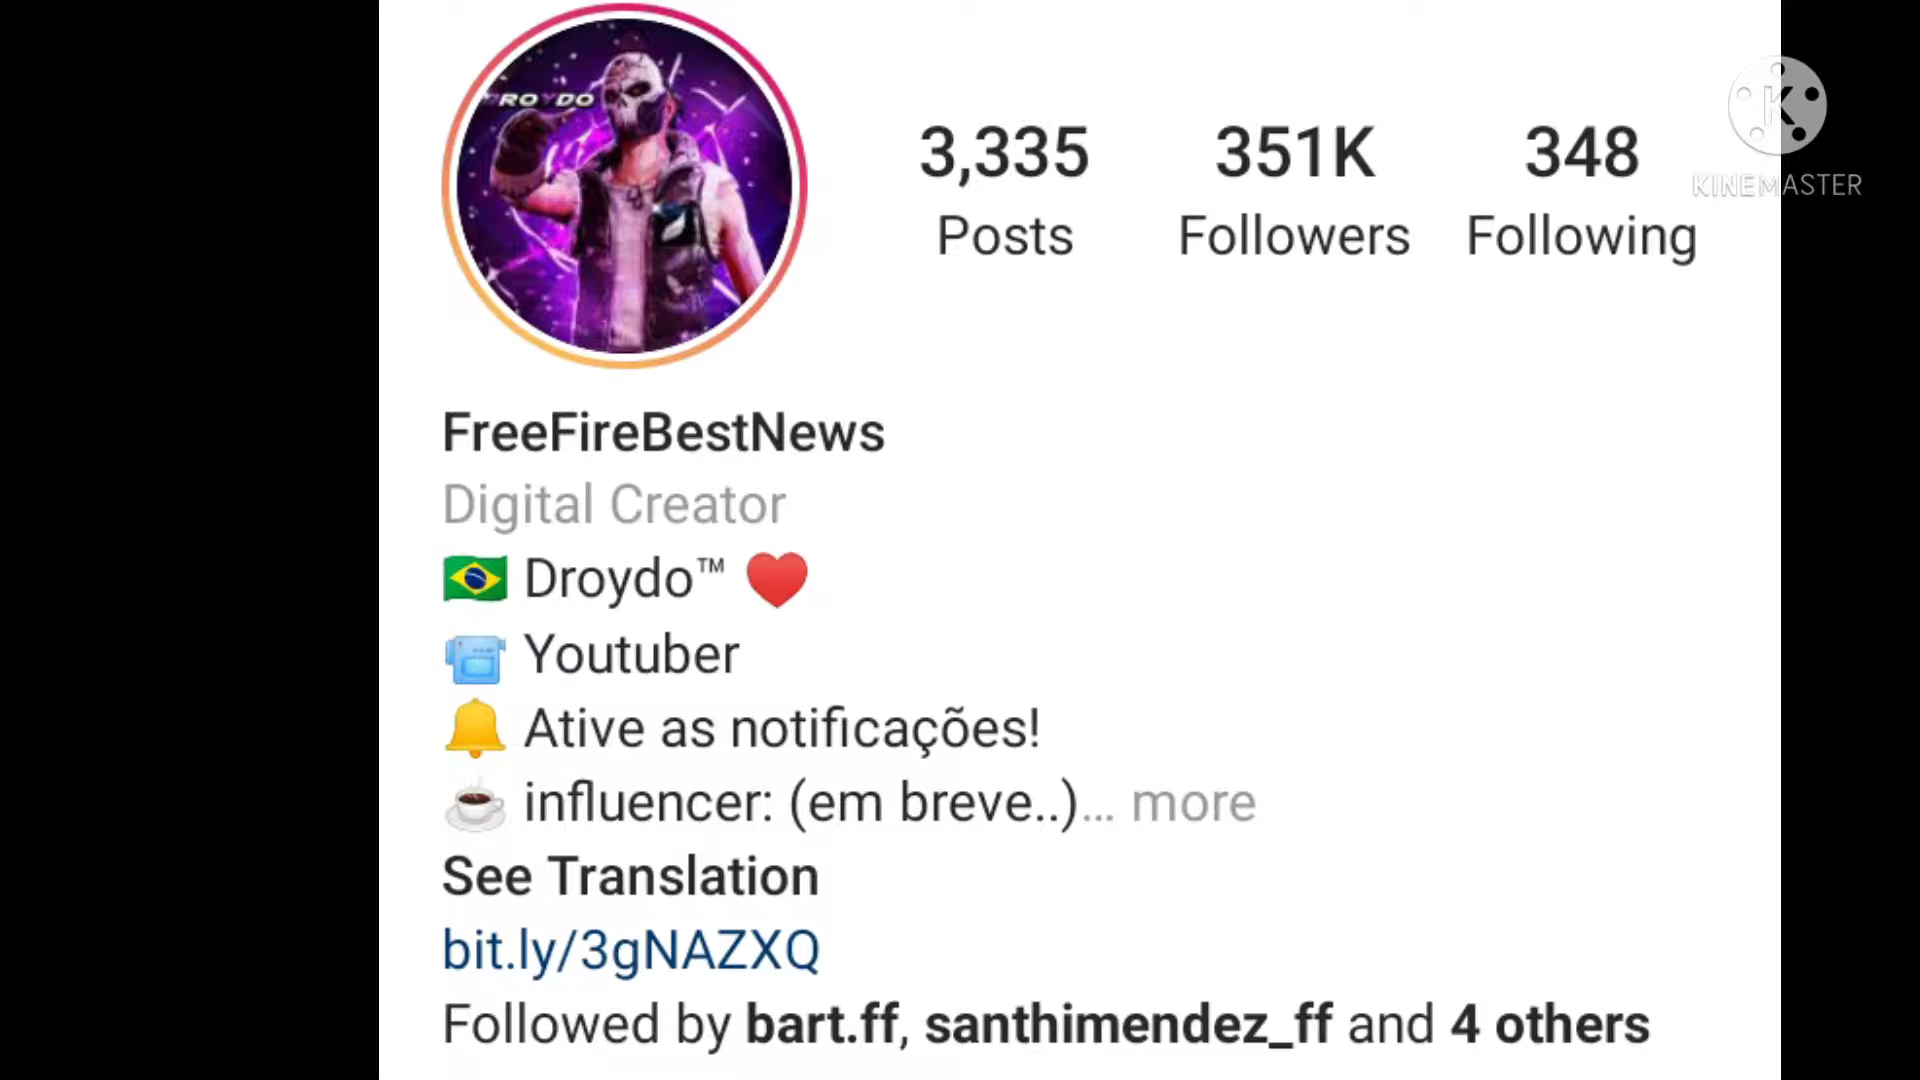 ROYDO
3,335 351K 348
Posts Followers Following
K
KINEMASTER
FreeFireBestNews
Digital Creator
🇧🇷 Droydo™ ❤️
Youtuber
🔔 Ative as notificações!
☕ influencer: (em breve..)... more
See Translation
bit.ly/3gNAZXQ
Followed by bart.ff, santhimendez_ff and 4 others